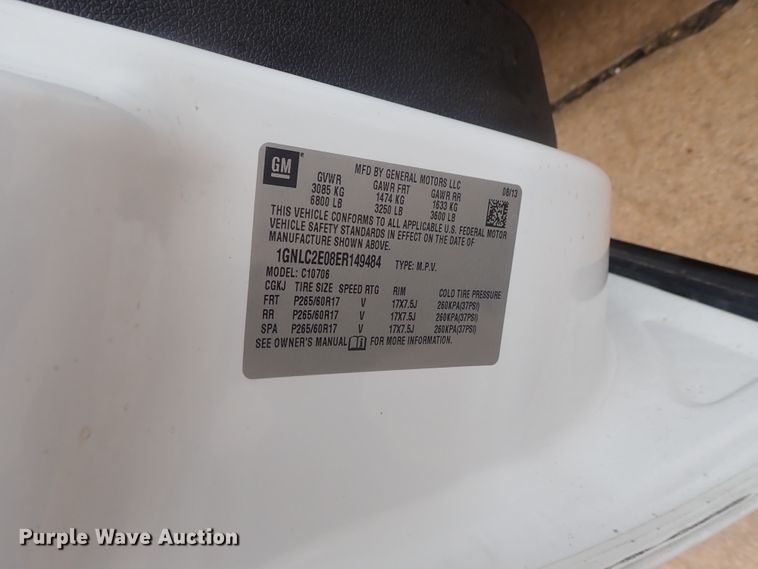 GM
MFD BY GENERAL MOTORS LLC 08/13
GVWR GAWR FRT GAWR RR
3085 KG 1474 KG 1633 KG
6800 LB 3250 LB 3600 LB
THIS VEHICLE CONFORMS TO ALL APPLICABLE U.S. FEDERAL MOTOR
VEHICLE SAFETY STANDARDS IN EFFECT ON THE DATE OF
MANUFACTURE SHOWN ABOVE.
1GNLC2E08ER149484 TYPE: M.P.V.
MODEL: C10706
CGKJ TIRE SIZE SPEED RTG RIM COLD TIRE PRESSURE
FRT P265/60R17 V 17X7.5J 260KPA(37PSI)
RR P265/60R17 V 17X7.5J 260KPA(37PSI)
SPA P265/60R17 V 17X7.5J 260KPA(37PSI)
SEE OWNER'S MANUAL FOR MORE INFORMATION.
Purple Wave Auction